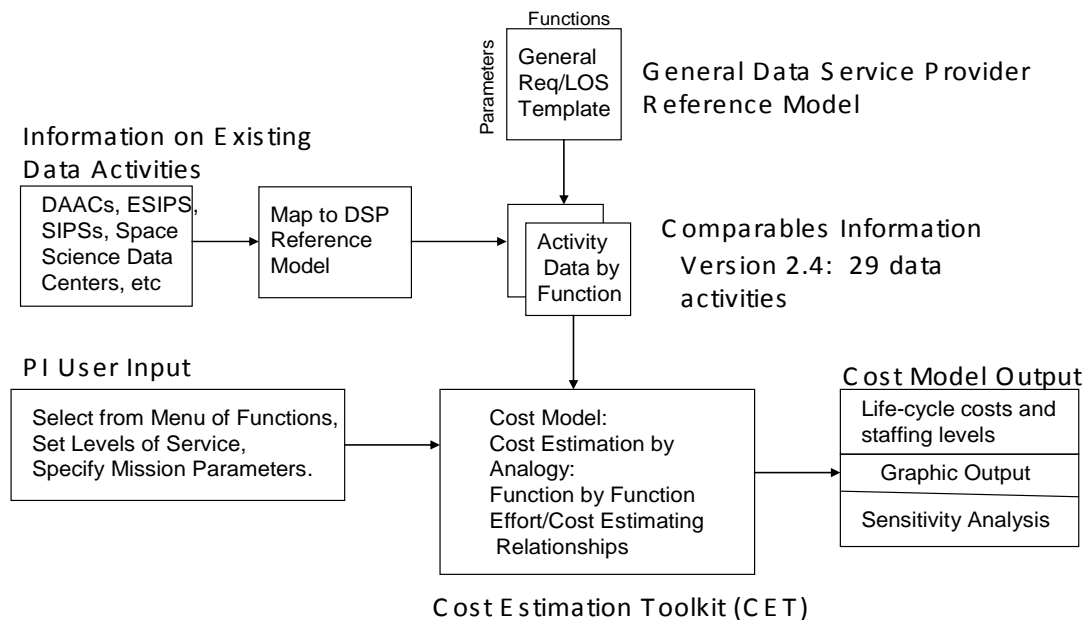 Functions
Parameters
General
Req/LOS
Template
General Data Service Provider
Reference Model
Information on Existing
Data Activities
DAACs, ESIPS,
SIPSs, Space
Science Data
Centers, etc
Map to DSP
Reference
Model
Activity
Data by
Function
Comparables Information
Version 2.4: 29 data
activities
PI User Input
Select from Menu of Functions,
Set Levels of Service,
Specify Mission Parameters.
Cost Model:
Cost Estimation by
Analogy:
Function by Function
Effort/Cost Estimating
Relationships
Cost Model Output
Life-cycle costs and
staffing levels
Graphic Output
Sensitivity Analysis
Cost Estimation Toolkit (CET)